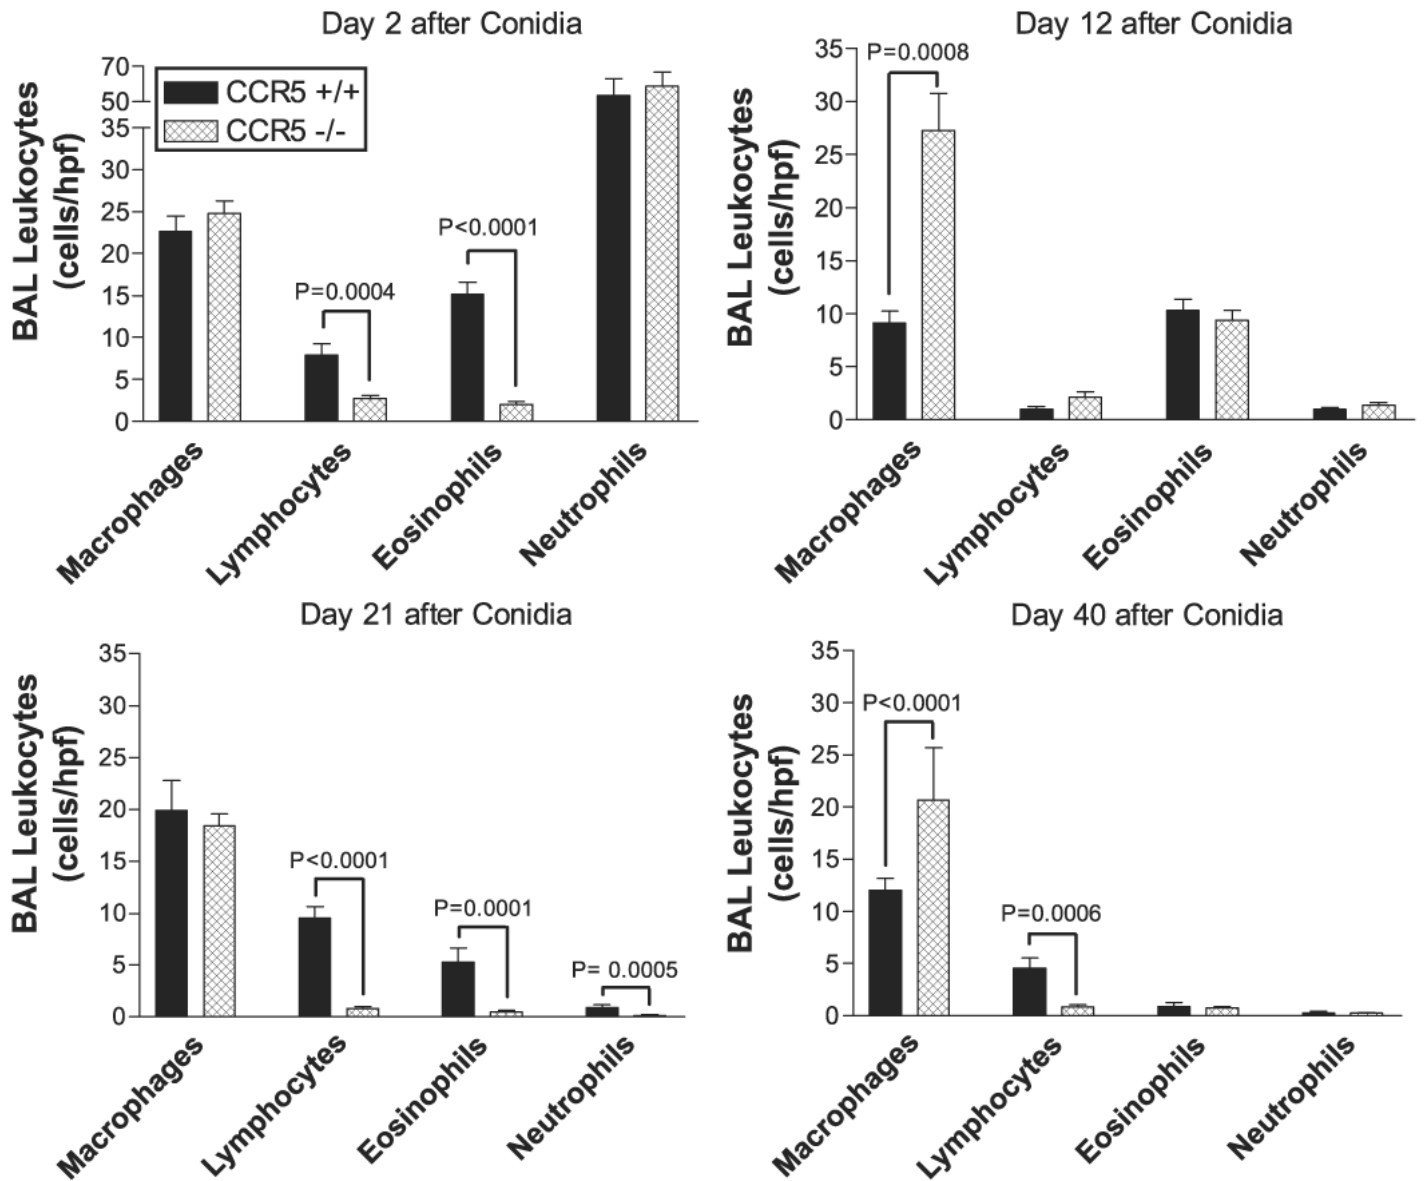 Day 2 after Conidia
BAL Leukocytes
(cells/hpf)
70
50
35
30
25
20
15
10
5
0
CCR5 +/+
CCR5 -/-
P=0.0004
P<0.0001
Macrophages
Lymphocytes
Eosinophils
Neutrophils
Day 12 after Conidia
BAL Leukocytes
(cells/hpf)
35
30
25
20
15
10
5
0
P=0.0008
Macrophages
Lymphocytes
Eosinophils
Neutrophils
Day 21 after Conidia
BAL Leukocytes
(cells/hpf)
35
30
25
20
15
10
5
0
P<0.0001
P=0.0001
P= 0.0005
Macrophages
Lymphocytes
Eosinophils
Neutrophils
Day 40 after Conidia
BAL Leukocytes
(cells/hpf)
35
30
25
20
15
10
5
0
P<0.0001
P=0.0006
Macrophages
Lymphocytes
Eosinophils
Neutrophils